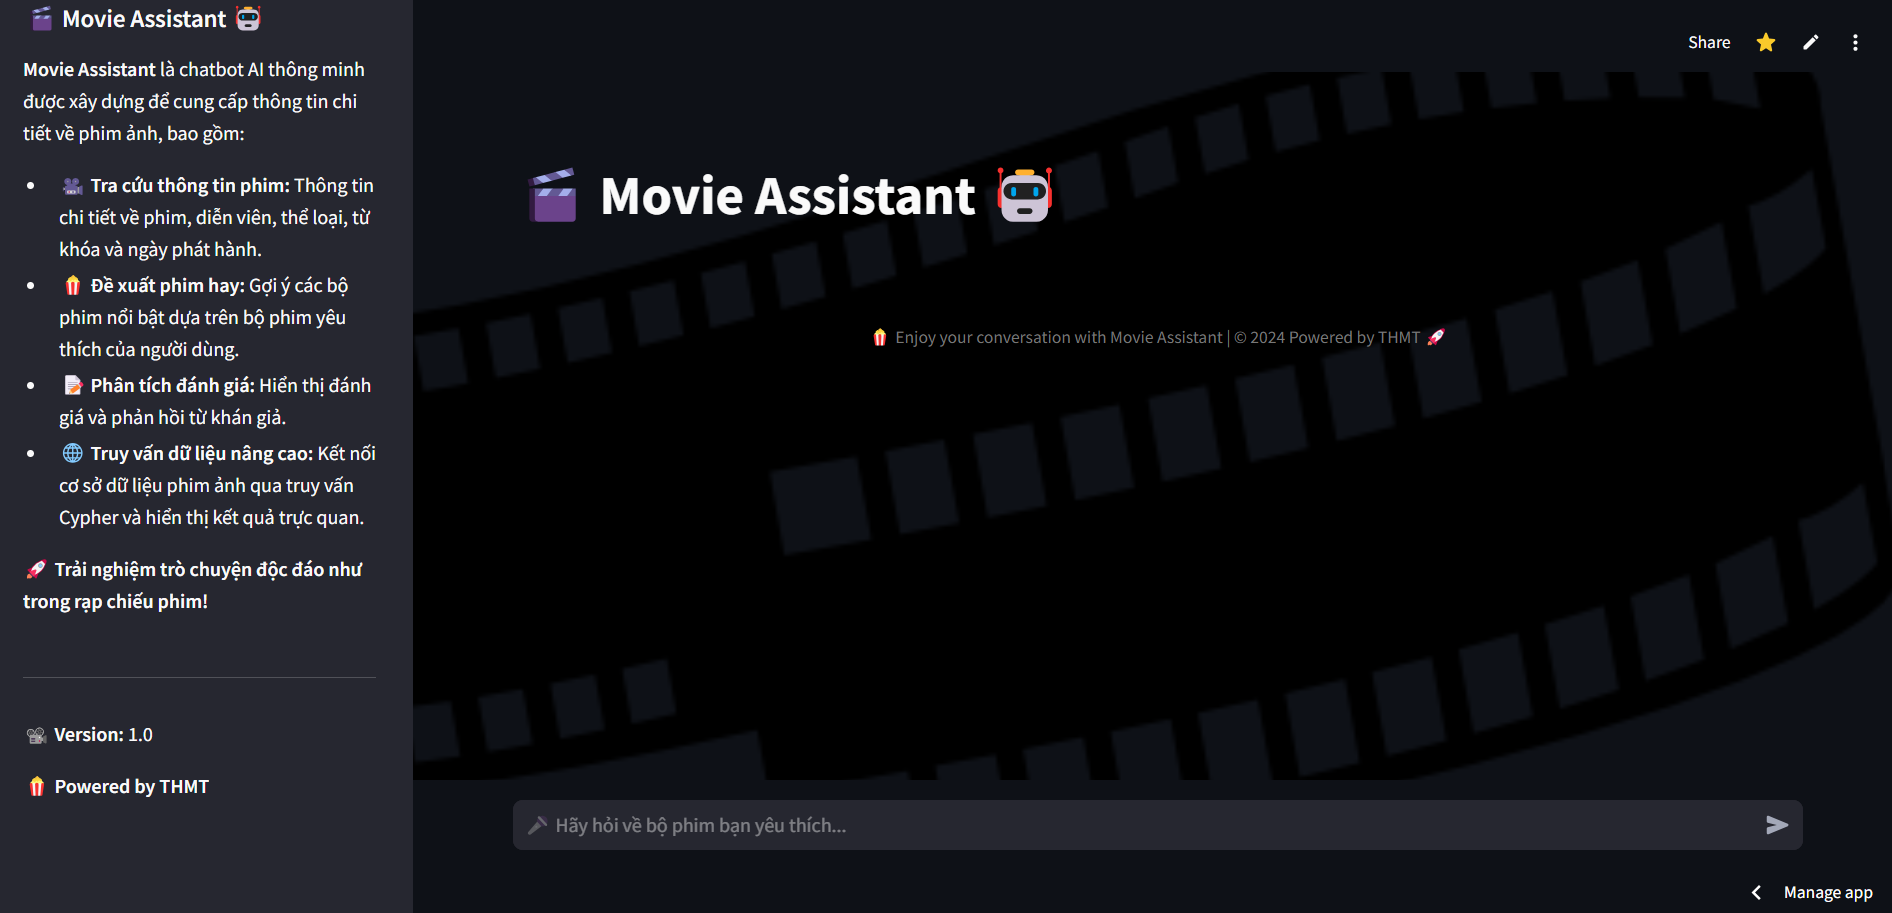 🎬 Movie Assistant 🤖
Movie Assistant là chatbot AI thông minh
được xây dựng để cung cấp thông tin chi
tiết về phim ảnh, bao gồm:
• 🎥 Tra cứu thông tin phim: Thông tin
chi tiết về phim, diễn viên, thể loại, từ
khóa và ngày phát hành.
• 🍿 Đề xuất phim hay: Gợi ý các bộ
phim nổi bật dựa trên bộ phim yêu
thích của người dùng.
• 📝 Phân tích đánh giá: Hiển thị đánh
giá và phản hồi từ khán giả.
• 🌐 Truy vấn dữ liệu nâng cao: Kết nối
cơ sở dữ liệu phim ảnh qua truy vấn
Cypher và hiển thị kết quả trực quan.
🚀 Trải nghiệm trò chuyện độc đáo như
trong rạp chiếu phim!
📽 Version: 1.0
🍿 Powered by THMT
Share
🎬 Movie Assistant 🤖
🍿 Enjoy your conversation with Movie Assistant | © 2024 Powered by THMT 🚀
🎤 Hãy hỏi về bộ phim bạn yêu thích...
Manage app